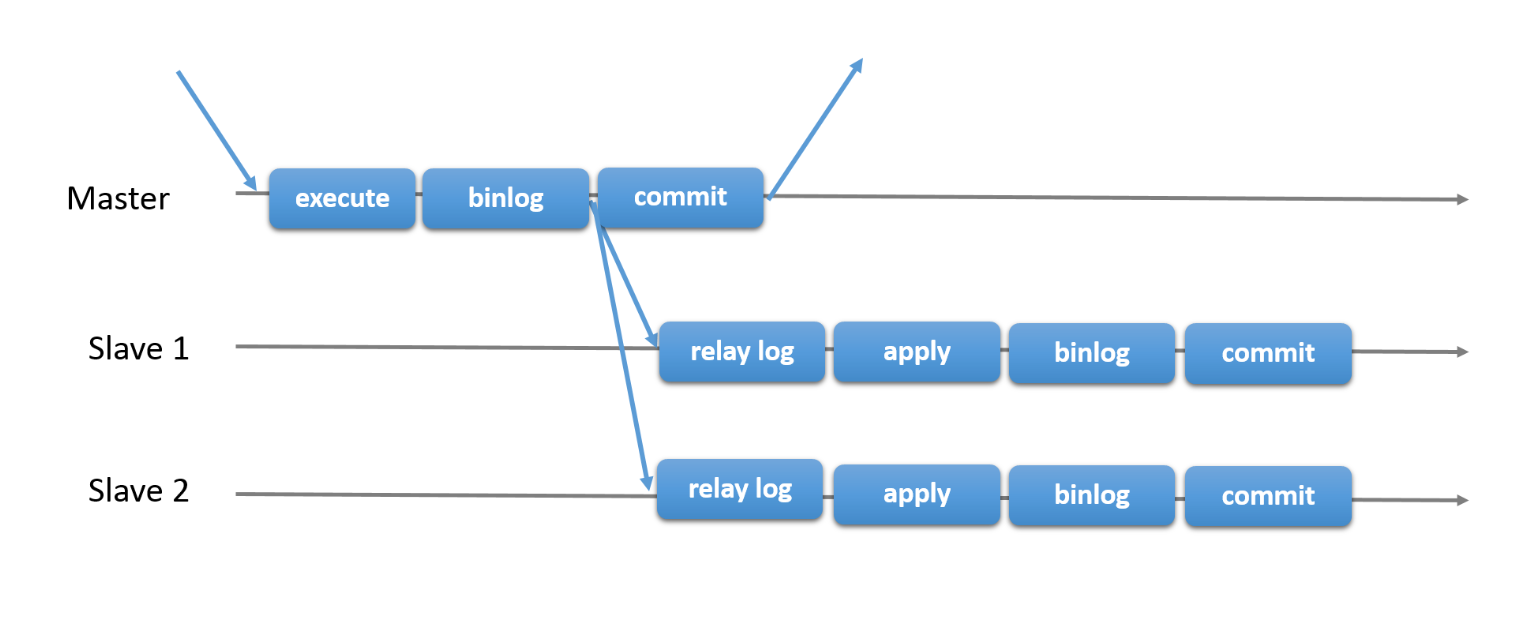 Master execute binlog commit
Slave 1 relay log apply binlog commit
Slave 2 relay log apply binlog commit